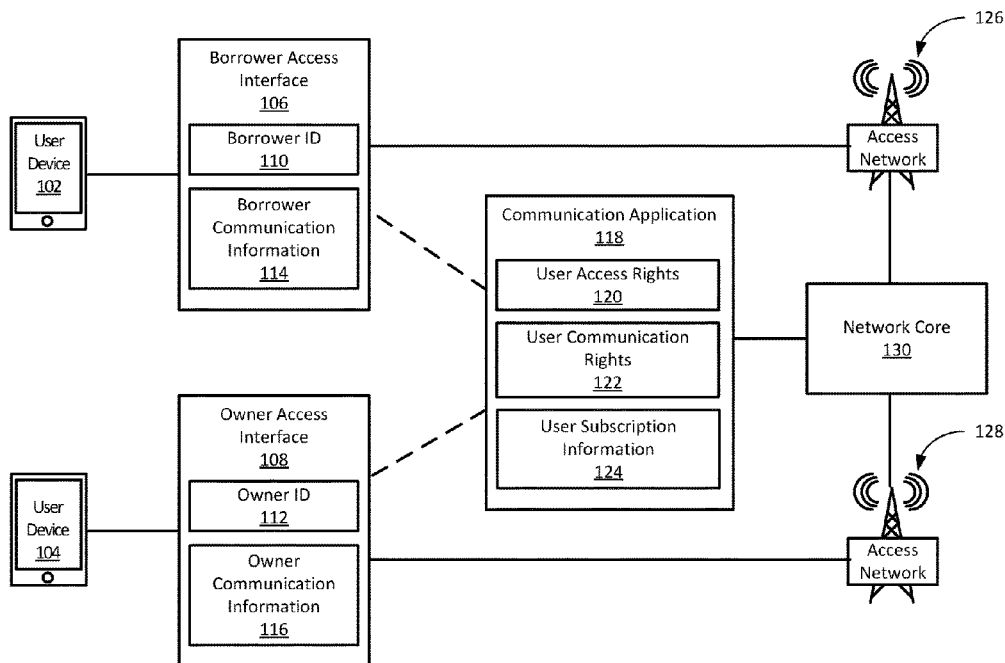 126
Borrower Access
Interface
106
User
Device
102
Borrower ID
110
Borrower
Communication
Information
114
Access
Network
Communication Application
118
User Access Rights
120
User Communication
Rights
122
User Subscription
Information
124
Network Core
130
Owner Access
Interface
108
User
Device
104
Owner ID
112
Owner
Communication
Information
116
128
Access
Network